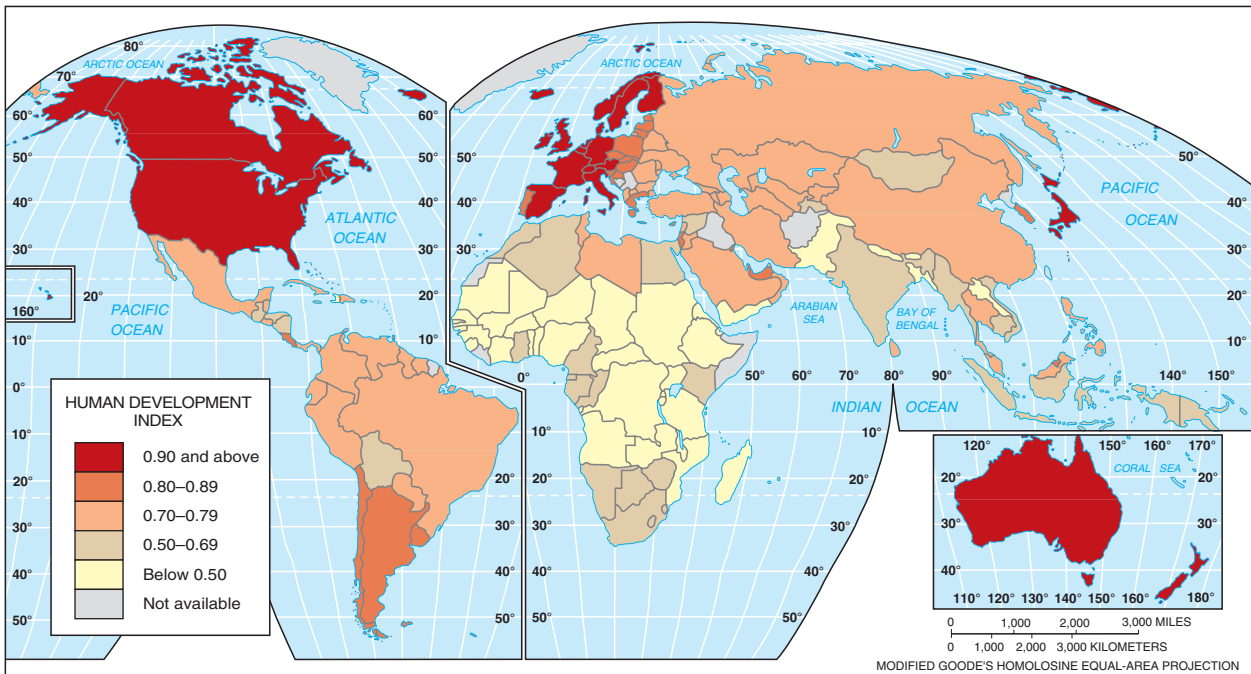 80°
ARCTIC OCEAN
70°
60°
50°
40°
30°
20°
160°
10°
0°
10°
20°
30°
40°
50°
ATLANTIC
OCEAN
PACIFIC
OCEAN
20°
30°
40°
50°
ARCTIC OCEAN
60°
50°
40°
30°
50°
40°
30°
20°
10°
PACIFIC
OCEAN
ARABIAN
SEA
BAY OF
BENGAL
0°
50°
60°
70°
80°
90°
140°
150°
INDIAN
OCEAN
10°
20°
30°
40°
50°
10°
20°
30°
40°
50°
HUMAN DEVELOPMENT
INDEX
0.90 and above
0.80–0.89
0.70–0.79
0.50–0.69
Below 0.50
Not available
120°
150°
160°
170°
CORAL SEA
20°
30°
40°
20°
30°
110°
130°
140°
150°
160°
180°
0 1,000 2,000 3,000 MILES
0 1,000 2,000 3,000 KILOMETERS
MODIFIED GOODE'S HOMOLOSINE EQUAL-AREA PROJECTION